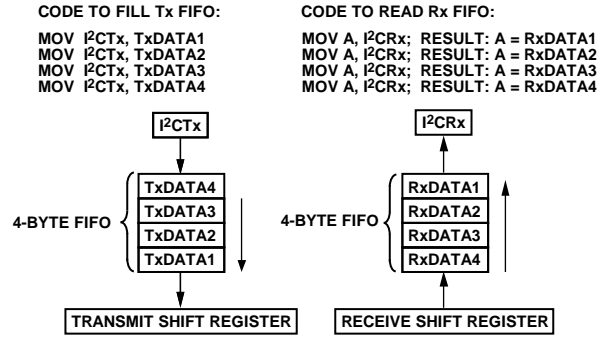 CODE TO FILL Tx FIFO:
MOV I²CTx, TxDATA1
MOV I²CTx, TxDATA2
MOV I²CTx, TxDATA3
MOV I²CTx, TxDATA4
I²CTx
4-BYTE FIFO
TxDATA4
TxDATA3
TxDATA2
TxDATA1
TRANSMIT SHIFT REGISTER
CODE TO READ Rx FIFO:
MOV A, I²CRx; RESULT: A = RxDATA1
MOV A, I²CRx; RESULT: A = RxDATA2
MOV A, I²CRx; RESULT: A = RxDATA3
MOV A, I²CRx; RESULT: A = RxDATA4
I²CRx
4-BYTE FIFO
RxDATA1
RxDATA2
RxDATA3
RxDATA4
RECEIVE SHIFT REGISTER